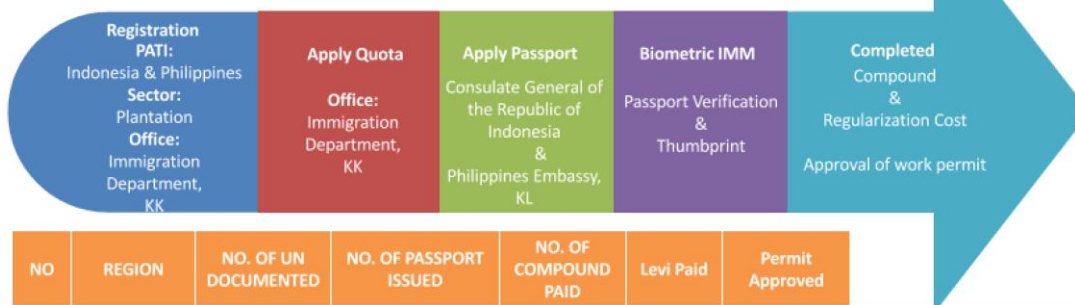 Registration
PATI:
Indonesia & Philippines
Sector:
Plantation
Office:
Immigration
Department,
KK
Apply Quota
Office:
Immigration
Department,
KK
Apply Passport
Consulate General of
the Republic of
Indonesia
&
Philippines Embassy,
KL
Biometric IMM
Passport Verification
&
Thumbprint
Completed
Compound
&
Regularization Cost
Approval of work permit
NO
REGION
NO. OF UN
DOCUMENTED
NO. OF PASSPORT
ISSUED
NO. OF
COMPOUND
PAID
Levi Paid
Permit
Approved